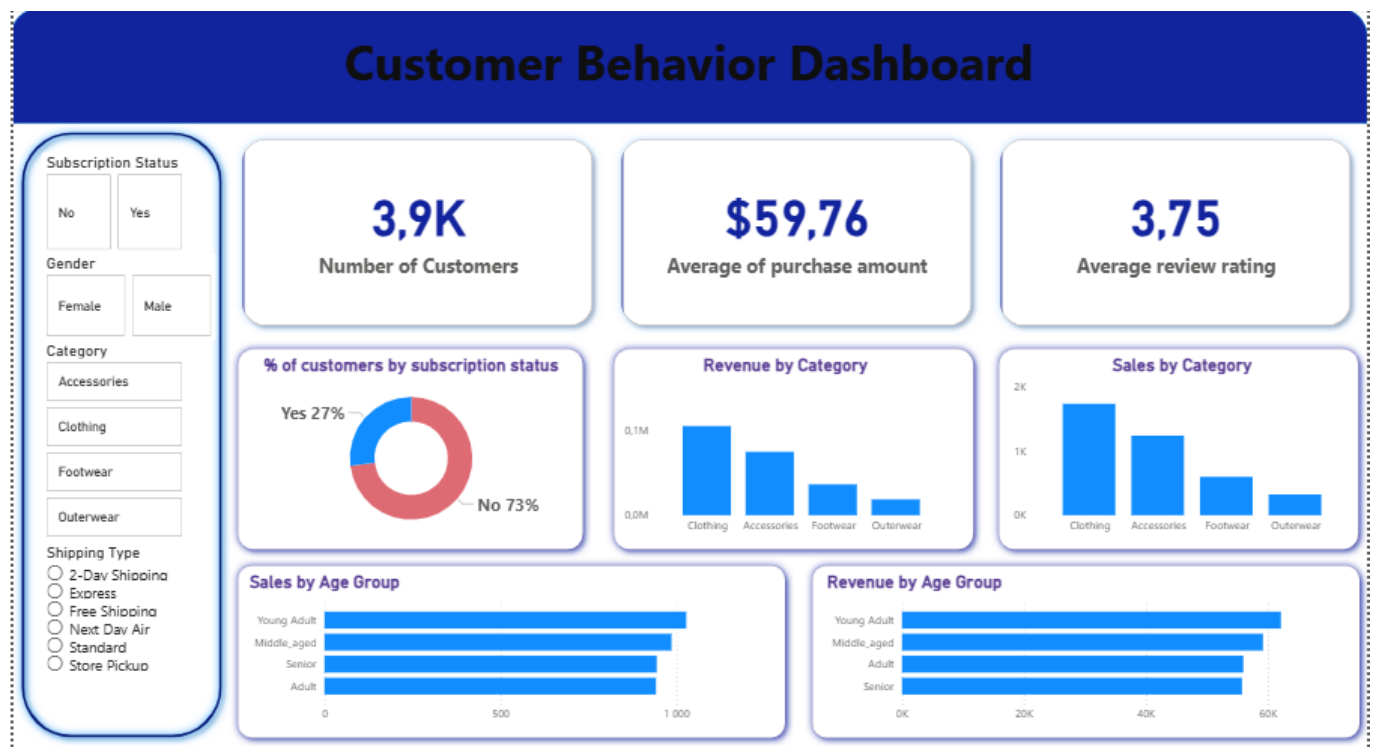 Customer Behavior Dashboard
Subscription Status
No Yes
Gender
Female Male
Category
Accessories
Clothing
Footwear
Outerwear
Shipping Type
2-Day Shipping
Express
Free Shipping
Next Day Air
Standard
Store Pickup
3,9K
Number of Customers
$59,76
Average of purchase amount
3,75
Average review rating
% of customers by subscription status
Yes 27%
No 73%
Revenue by Category
0,1M
0,0M
Clothing Accessories Footwear Outerwear
Sales by Category
2K
1K
0K
Clothing Accessories Footwear Outerwear
Sales by Age Group
Young Adult
Middle_aged
Senior
Adult
0 500 1 000
Revenue by Age Group
Young Adult
Middle_aged
Adult
Senior
0K 20K 40K 60K